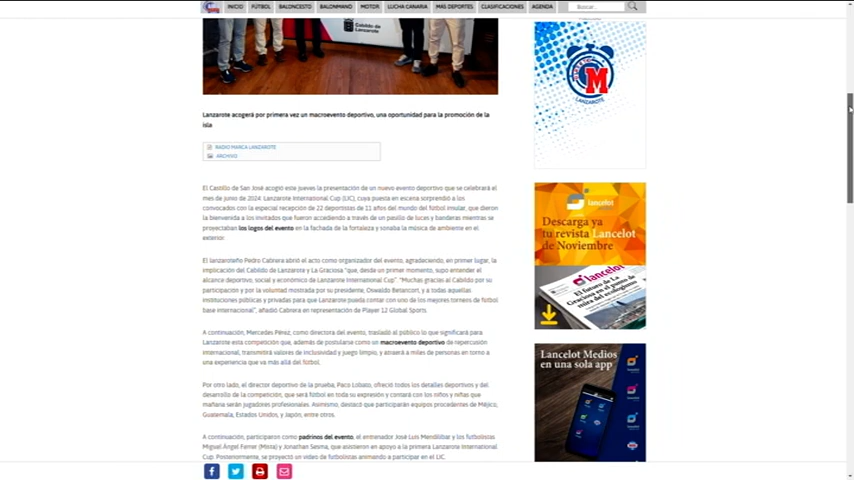 INICIO FÚTBOL BALONCESTO BALONMANO MOTOR LUCHA CANARIA MÁS DEPORTES CLASIFICACIONES AGENDA Buscar...
Cabildo de
Lanzarote
Lanzarote acogerá por primera vez un macroevento deportivo, una oportunidad para la promoción de la
isla
RADIO MARCA LANZAROTE
ARCHIVO
El Castillo de San José acogió este jueves la presentación de un nuevo evento deportivo que se celebrará el
mes de junio de 2024. Lanzarote International Cup (LIC), cuya puesta en escena sorprendió a los
convocados con la especial recepción de 22 deportistas de 11 años del mundo del fútbol insular, que dieron
la bienvenida a los invitados que fueron accediendo a través de un pasillo de luces y banderas mientras se
proyectaban los logos del evento en la fachada de la fortaleza y sonaba la música de ambiente en el
exterior.
El lanzaroteño Pedro Cabrera abrió el acto como organizador del evento, agradeciendo, en primer lugar, la
implicación del Cabildo de Lanzarote y La Graciosa "que, desde un primer momento, supo entender el
alcance deportivo, social y económico de Lanzarote International Cup". "Muchas gracias al Cabildo por su
participación y por la voluntad mostrada por su presidente, Oswaldo Betancort, y a todas aquellas
instituciones públicas y privadas para que Lanzarote pueda contar con uno de los mejores torneos de fútbol
base internacional", añadió Cabrera en representación de Player 12 Global Sports.
A continuación, Mercedes Pérez, como directora del evento, trasladó al público lo que significará para
Lanzarote esta competición que, además de postularse como un macroevento deportivo de repercusión
internacional, transmitirá valores de inclusividad y juego limpio, y atraerá a miles de personas en torno a
una experiencia que va más allá del fútbol.
Por otro lado, el director deportivo de la prueba, Paco Lobato, ofreció todos los detalles deportivos y del
desarrollo de la competición, que será fútbol en toda su expresión y contará con los niños y niñas que
mañana serán jugadores profesionales. Asimismo, destacó que participarán equipos procedentes de Méjico,
Guatemala, Estados Unidos, y Japón, entre otros.
A continuación, participaron como padrinos del evento, el entrenador José Luis Mendilibar y los futbolistas
Miguel Ángel Ferrer (Mista) y Jonathan Sesma, que asistieron en apoyo a la primera Lanzarote International
Cup. Posteriormente, se proyectó un video de futbolistas animando a participar en el LIC.
M
LANZAROTE
lancelot
Descarga ya
tu revista Lancelot
de Noviembre
lancelot
El futuro de La
Graciosa en el punto de
mira del ecologismo
Lancelot Medios
en una sola app